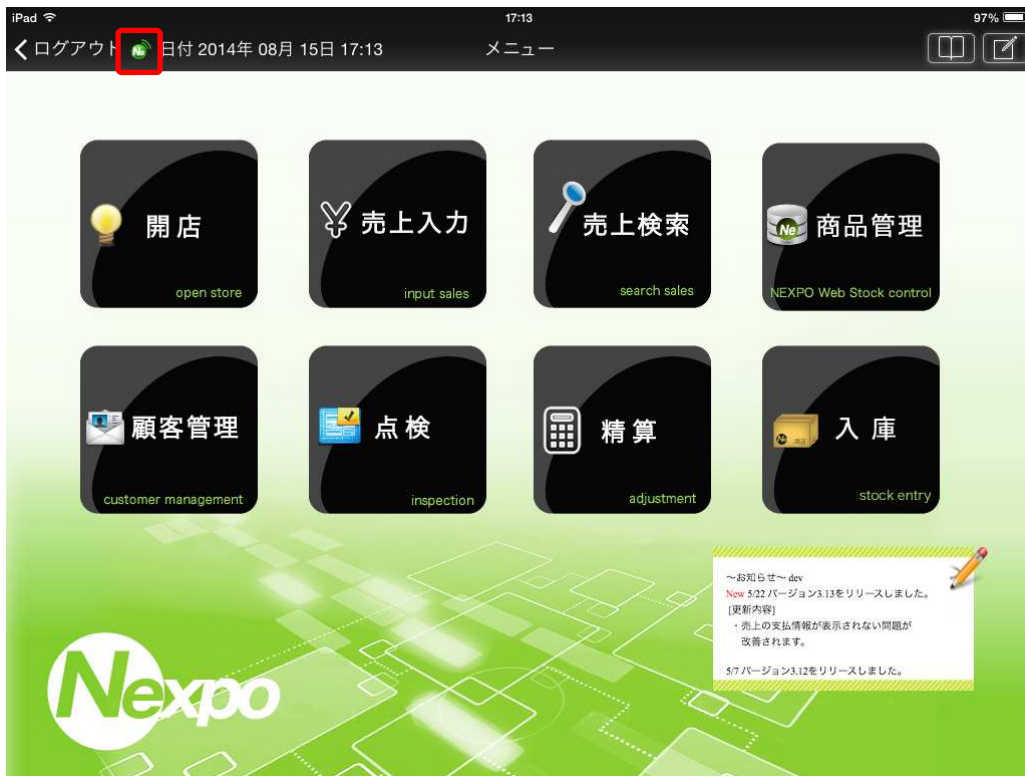 iPad 17:13 97%
ログアウト Ne 日付 2014年 08月 15日 17:13 メニュー
開店
open store
売上入力
input sales
売上検索
search sales
Ne 商品管理
NEXPO Web Stock control
顧客管理
customer management
点検
inspection
精算
adjustment
入庫
stock entry
～お知らせ～ dev
New 5/22 バージョン3.13をリリースしました。
[更新内容]
・売上の支払情報が表示されない問題が
改善されます。
5/7 バージョン3.12をリリースしました。
Nexpo